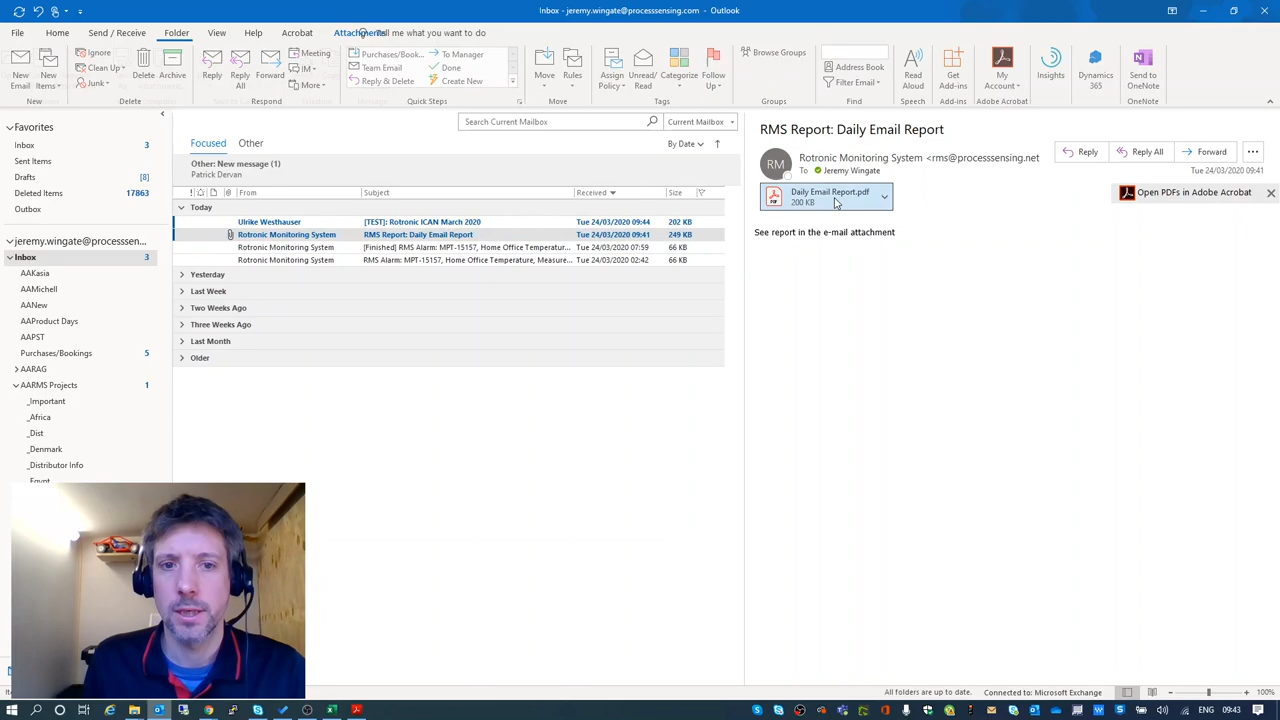 Inbox - jeremy.wingate@processsensing.com - Outlook
File Home Send / Receive Folder View Help Acrobat Attachments Tell me what you want to do
New Email
New Items
New
Ignore
Clean Up
Junk
Delete
Archive
Delete
Reply
Reply All
Forward
Meeting
IM
More
Respond
Purchases/Book...
Team Email
Reply & Delete
To Manager
Done
Create New
Quick Steps
Move
Rules
Move
Assign Policy
Unread/ Read
Categorize
Follow Up
Tags
Browse Groups
Groups
Address Book
Filter Email
Find
Read Aloud
Speech
Get Add-ins
Add-ins
My Account
Adobe Acrobat
Insights
Dynamics 365
Send to OneNote
OneNote
Favorites
Inbox 3
Sent Items
Drafts [8]
Deleted Items 17863
Outbox
jeremy.wingate@processsen...
Inbox 3
AAKasia
AAMichell
AANew
AAProduct Days
AAPST
Purchases/Bookings 5
AARAG
AARMS Projects 1
_Important
_Africa
_Dist
_Denmark
_Distributor Info
_Egypt
Search Current Mailbox Current Mailbox
Focused Other By Date
Other: New message (1)
Patrick Dervan
From Subject Received Size
Today
Ulrike Westhauser [TEST]: Rotronic ICAN March 2020 Tue 24/03/2020 09:44 202 KB
Rotronic Monitoring System RMS Report: Daily Email Report Tue 24/03/2020 09:41 249 KB
Rotronic Monitoring System [Finished] RMS Alarm: MPT-15157, Home Office Temperatur... Tue 24/03/2020 07:59 66 KB
Rotronic Monitoring System RMS Alarm: MPT-15157, Home Office Temperature, Measure... Tue 24/03/2020 02:42 66 KB
Yesterday
Last Week
Two Weeks Ago
Three Weeks Ago
Last Month
Older
RMS Report: Daily Email Report
RM
Rotronic Monitoring System <rms@processsensing.net
To Jeremy Wingate
Reply Reply All Forward
Tue 24/03/2020 09:41
Daily Email Report.pdf
200 KB
Open PDFs in Adobe Acrobat
See report in the e-mail attachment
All folders are up to date. Connected to: Microsoft Exchange 100%
ENG 09:43